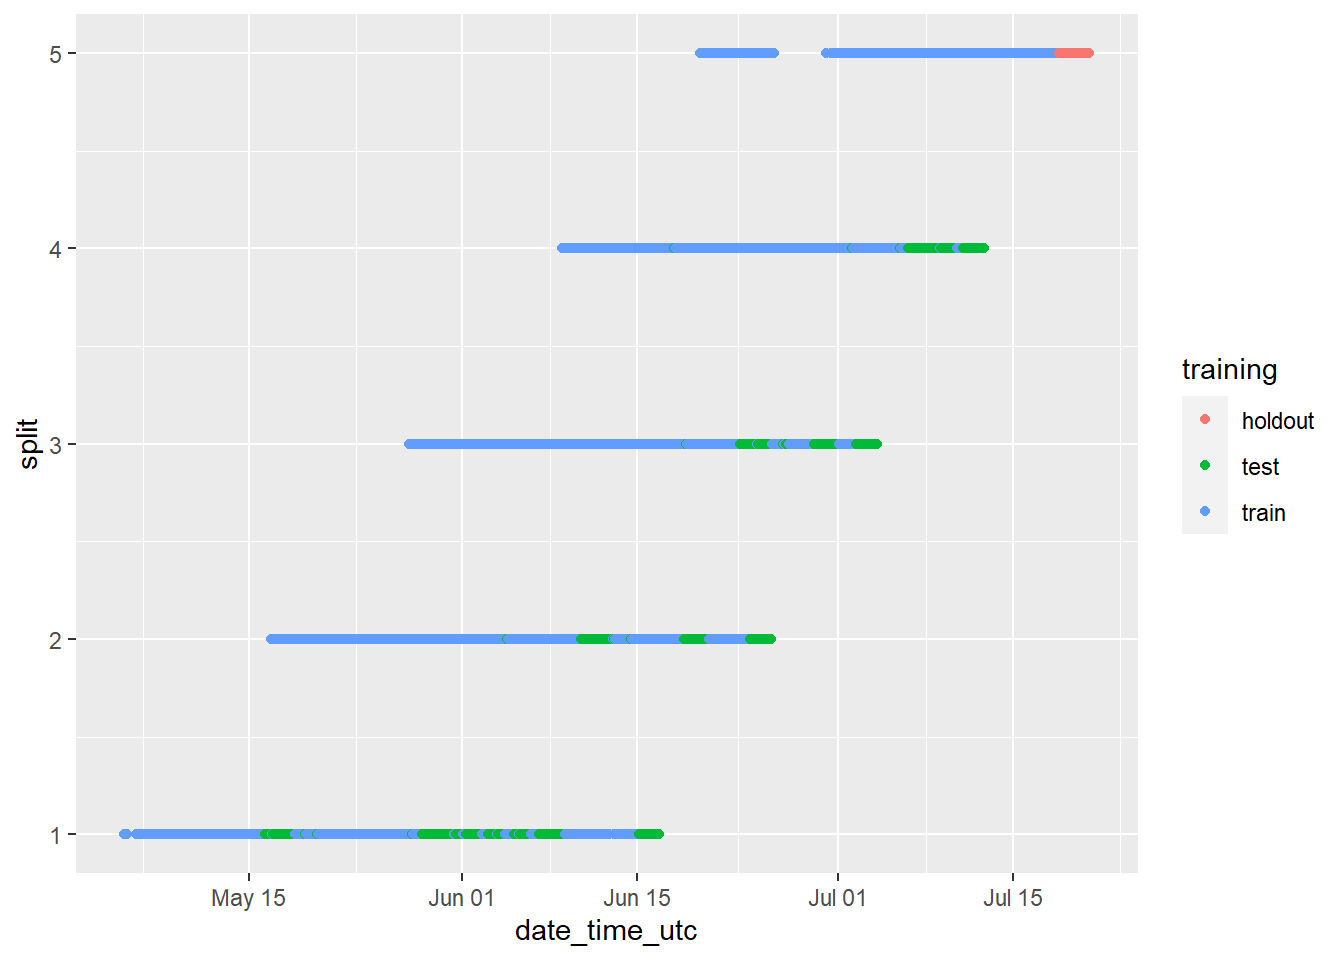 5
4
3
2
1
split
May 15
Jun 01
Jun 15
Jul 01
Jul 15
date_time_utc
training
holdout
test
train